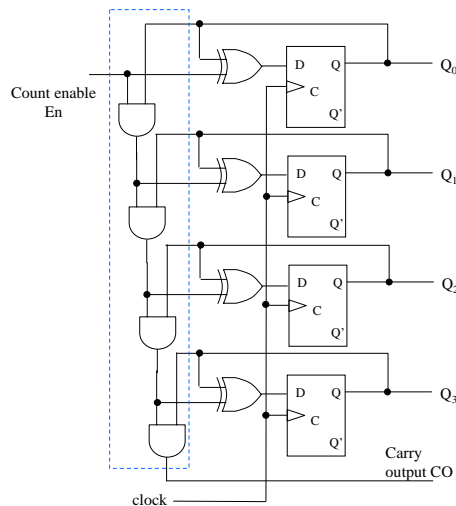 D Q
Q₀
Count enable
En
C
Q'
D Q
Q₁
C
Q'
D Q
Q₂
C
Q'
D Q
Q₃
C
Q'
Carry
output CO
clock